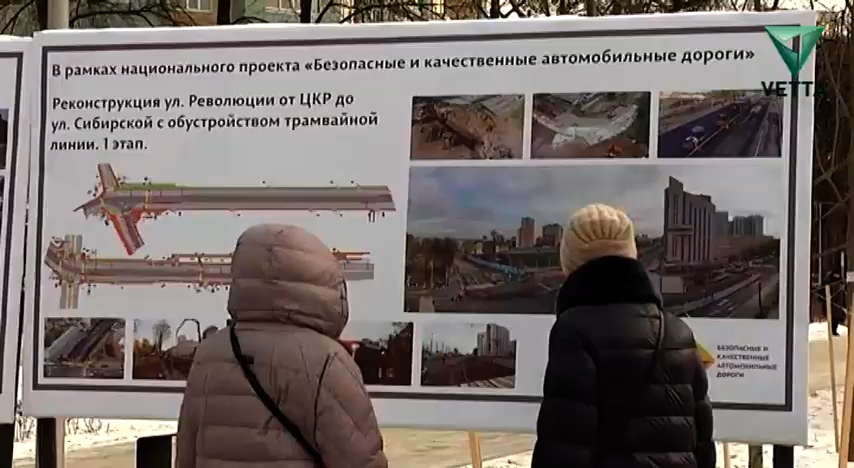 В рамках национального проекта «Безопасные и качественные автомобильные дороги»
VETTA
Реконструкция ул. Революции от ЦКР до
ул. Сибирской с обустройством трамвайной
линии. 1 этап.
БЕЗОПАСНЫЕ И
КАЧЕСТВЕННЫЕ
АВТОМОБИЛЬНЫЕ
ДОРОГИ